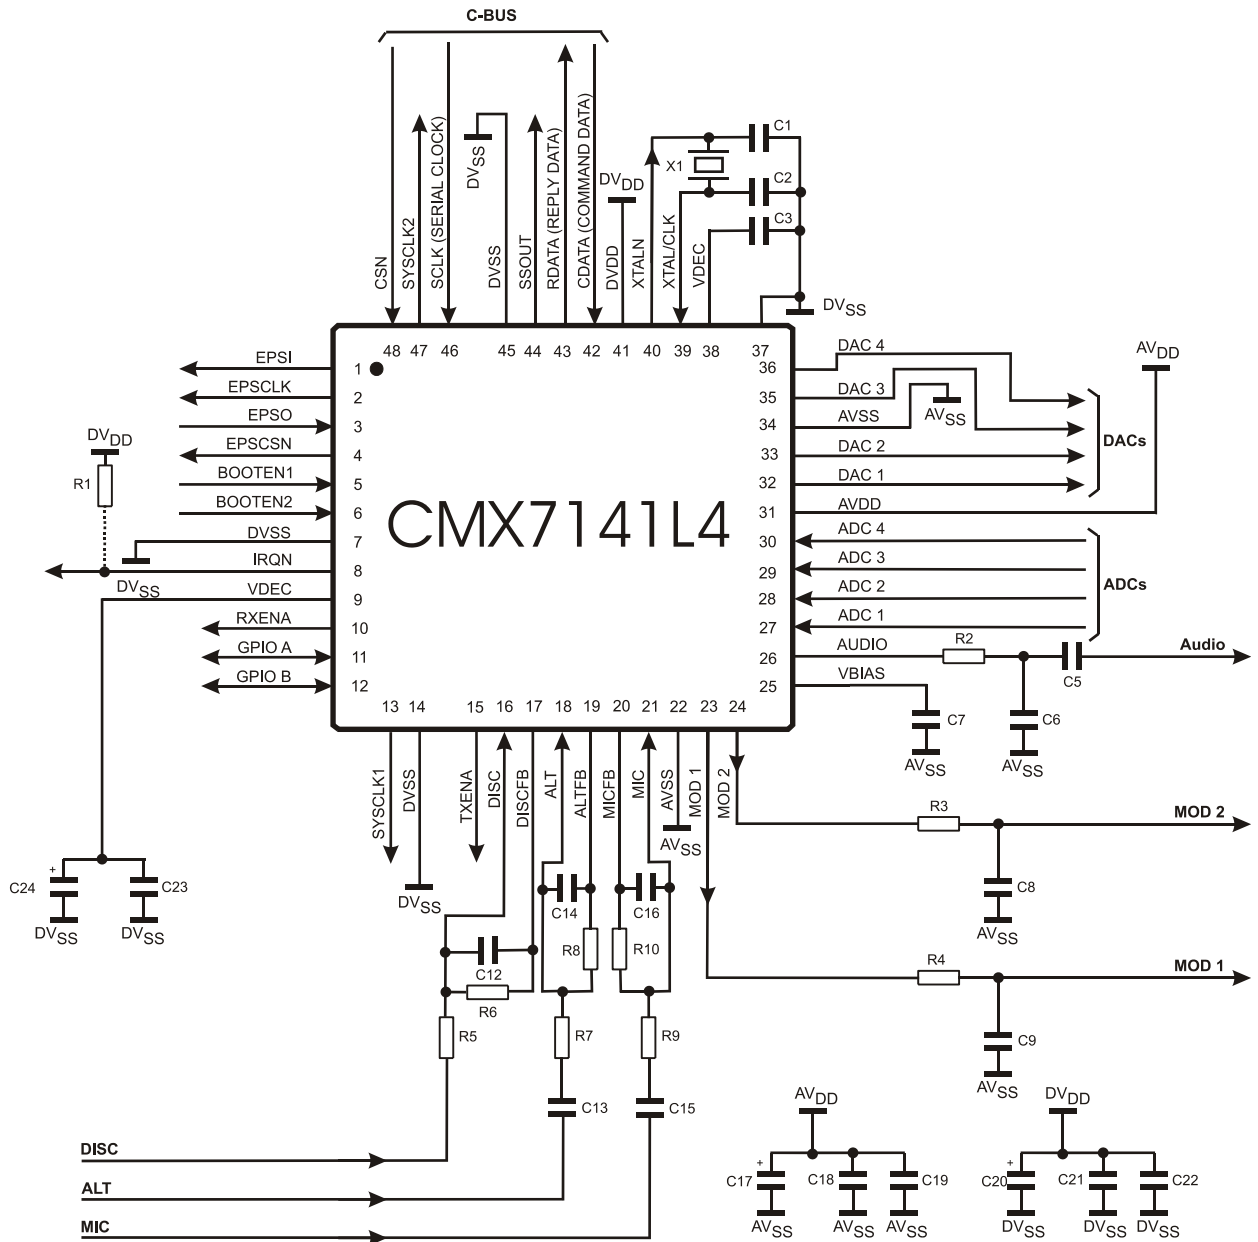 C-BUS
CSN
SYSCLK2
SCLK (SERIAL CLOCK)
DVSS
DVSS
SSOUT
RDATA (REPLY DATA)
CDATA (COMMAND DATA)
DVDD
DVDD
XTALN
XTAL/CLK
VDEC
X1
C1
C2
C3
DVSS
48 47 46 45 44 43 42 41 40 39 38 37
EPSI 1
EPSCLK 2
EPSO 3
EPSCSN 4
BOOTEN1 5
BOOTEN2 6
DVSS 7
IRQN 8
VDEC 9
RXENA 10
GPIO A 11
GPIO B 12
DVDD
R1
DVSS
CMX7141L4
36 DAC 4
35 DAC 3
34 AVSS
33 DAC 2
32 DAC 1
31 AVDD
30 ADC 4
29 ADC 3
28 ADC 2
27 ADC 1
26 AUDIO
25 VBIAS
AVSS
AVDD
DACs
ADCs
R2
C5
Audio
C7
AVSS
C6
AVSS
13 14 15 16 17 18 19 20 21 22 23 24
SYSCLK1
DVSS
TXENA
DISC
DISCFB
ALT
ALTFB
MICFB
MIC
AVSS
MOD 1
MOD 2
AVSS
DVSS
R3
MOD 2
C8
AVSS
R4
MOD 1
C9
AVSS
+
C24
C23
DVSS
DVSS
C14
C16
R8
R10
C12
R6
R5
R7
R9
C13
C15
DISC
ALT
MIC
AVDD
+
C17
C18
C19
AVSS
AVSS
AVSS
DVDD
+
C20
C21
C22
DVSS
DVSS
DVSS